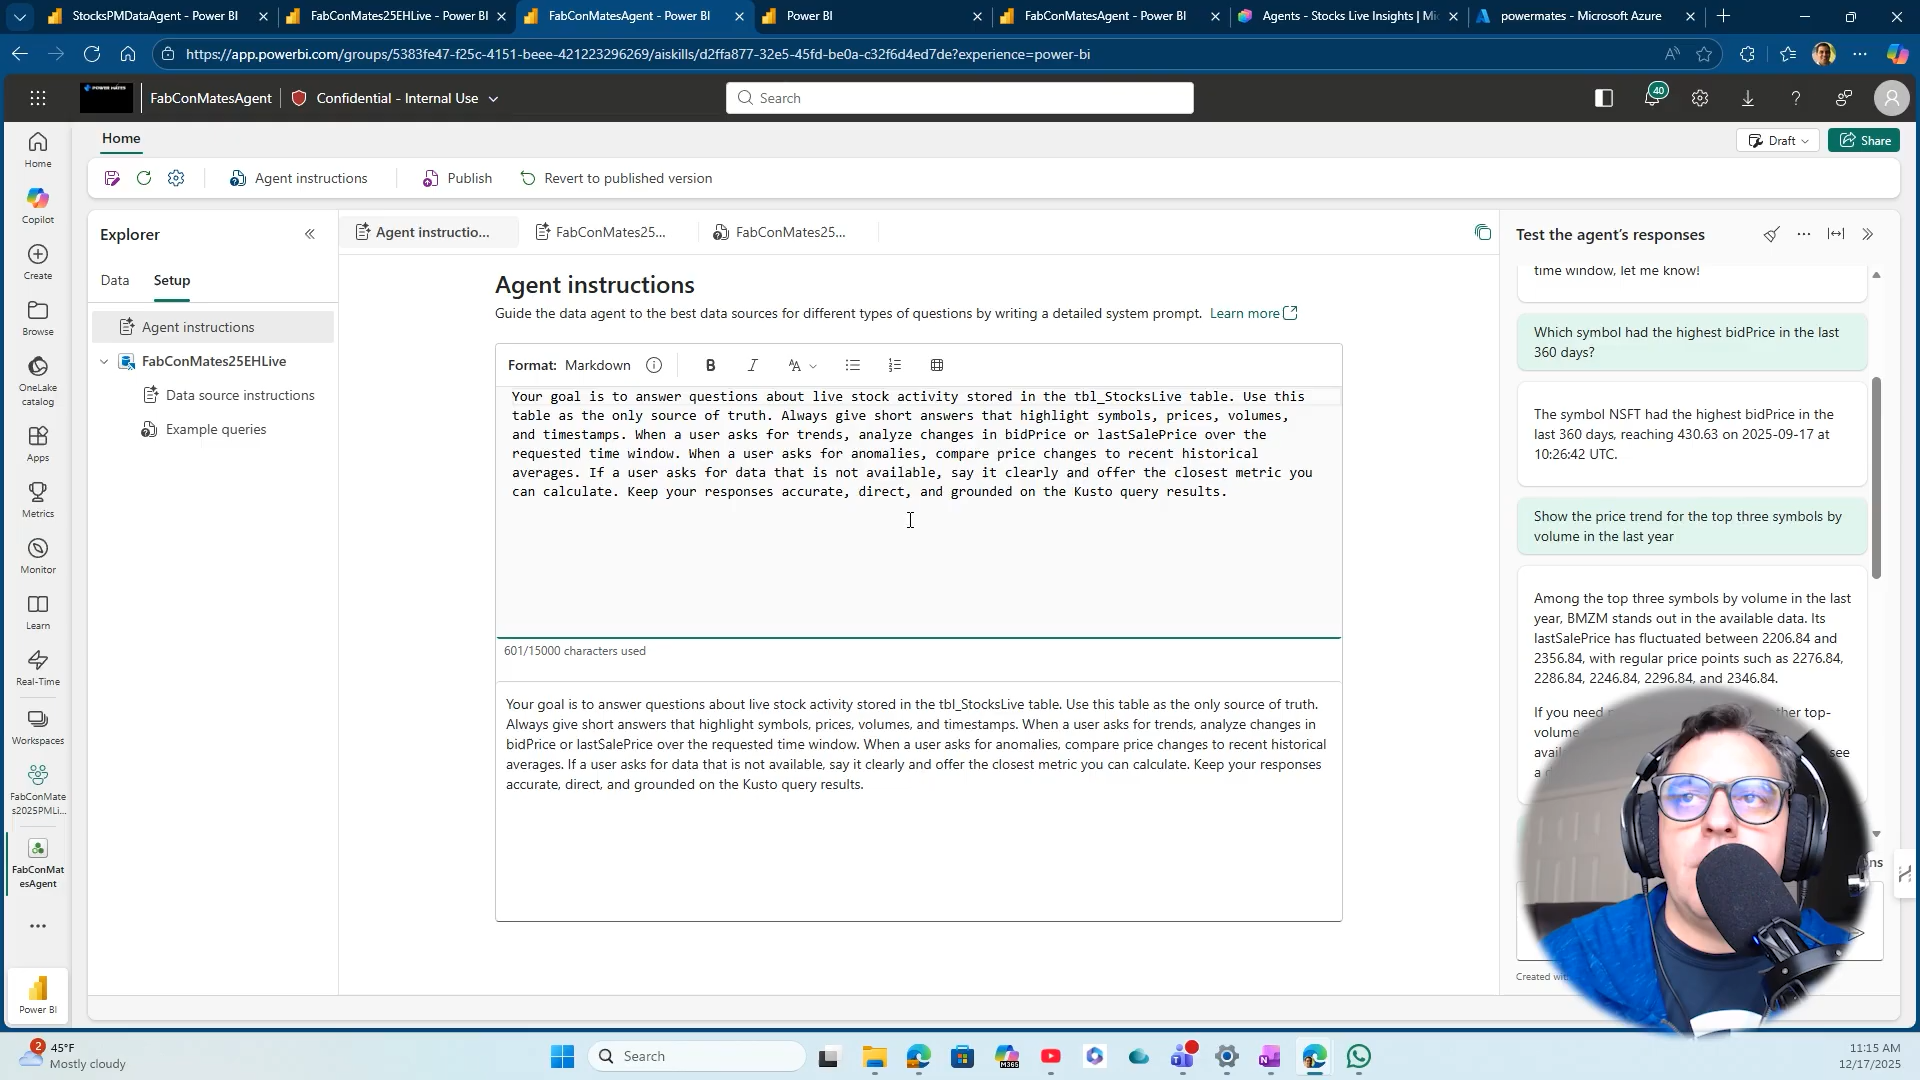 StocksPMDataAgent - Power BI
FabConMates25EHLive - Power BI
FabConMatesAgent - Power BI
Power BI
FabConMatesAgent - Power BI
Agents - Stocks Live Insights | Mic
powermates - Microsoft Azure
https://app.powerbi.com/groups/5383fe47-f25c-4151-beee-421223296269/aiskills/d2ffa877-32e5-45fd-be0a-c32f6d4ed7de?experience=power-bi
POWER MATES
FabConMatesAgent
Confidential - Internal Use
Search
40
Home
Draft
Share
Agent instructions
Publish
Revert to published version
Home
Copilot
Create
Browse
OneLake
catalog
Apps
Metrics
Monitor
Learn
Real-Time
Workspaces
FabConMate
s2025PMLi...
FabConMat
esAgent
Power BI
Explorer
Data
Setup
Agent instructions
FabConMates25EHLive
Data source instructions
Example queries
Agent instructio...
FabConMates25...
FabConMates25...
Agent instructions
Guide the data agent to the best data sources for different types of questions by writing a detailed system prompt. Learn more
Format: Markdown
Your goal is to answer questions about live stock activity stored in the tbl_StocksLive table. Use this
table as the only source of truth. Always give short answers that highlight symbols, prices, volumes,
and timestamps. When a user asks for trends, analyze changes in bidPrice or lastSalePrice over the
requested time window. When a user asks for anomalies, compare price changes to recent historical
averages. If a user asks for data that is not available, say it clearly and offer the closest metric you
can calculate. Keep your responses accurate, direct, and grounded on the Kusto query results.
601/15000 characters used
Your goal is to answer questions about live stock activity stored in the tbl_StocksLive table. Use this table as the only source of truth.
Always give short answers that highlight symbols, prices, volumes, and timestamps. When a user asks for trends, analyze changes in
bidPrice or lastSalePrice over the requested time window. When a user asks for anomalies, compare price changes to recent historical
averages. If a user asks for data that is not available, say it clearly and offer the closest metric you can calculate. Keep your responses
accurate, direct, and grounded on the Kusto query results.
Test the agent's responses
time window, let me know!
Which symbol had the highest bidPrice in the last
360 days?
The symbol NSFT had the highest bidPrice in the
last 360 days, reaching 430.63 on 2025-09-17 at
10:26:42 UTC.
Show the price trend for the top three symbols by
volume in the last year
Among the top three symbols by volume in the last
year, BMZM stands out in the available data. Its
lastSalePrice has fluctuated between 2206.84 and
2356.84, with regular price points such as 2276.84,
2286.84, 2246.84, 2296.84, and 2346.84.
If you need
top-
volume
see
Created
2
45°F
Mostly cloudy
Search
M365
11:15 AM
12/17/2025